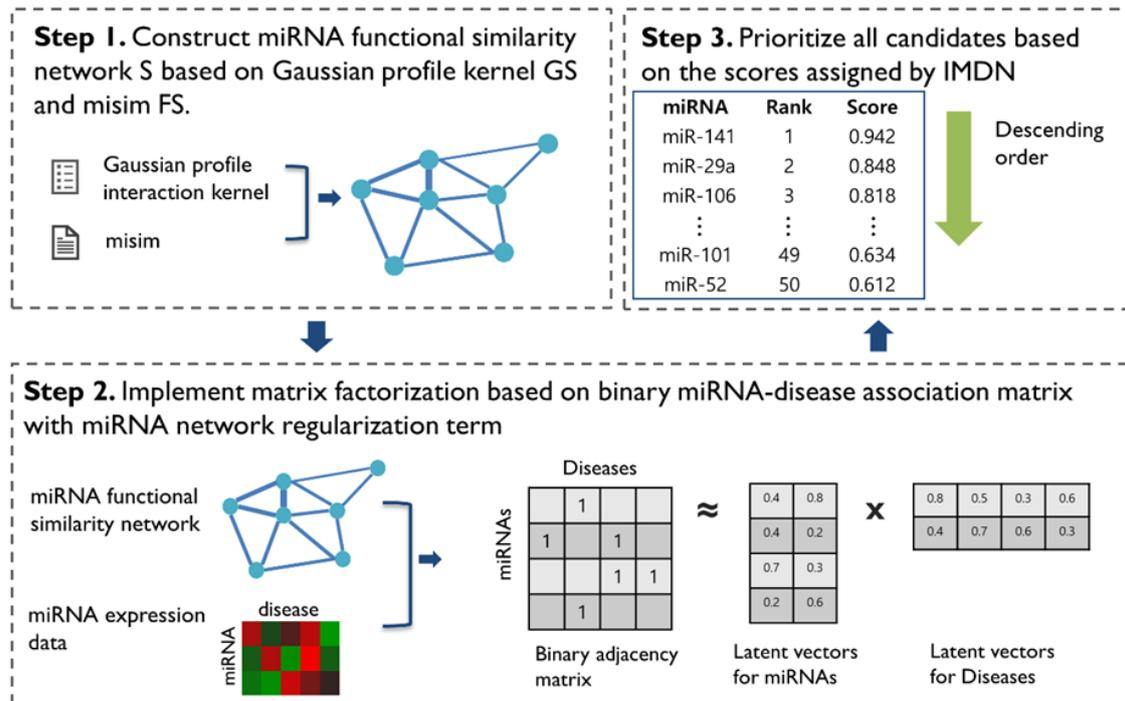 Step 1. Construct miRNA functional similarity
network S based on Gaussian profile kernel GS
and misim FS.
Gaussian profile
interaction kernel
misim
Step 3. Prioritize all candidates based
on the scores assigned by IMDN
miRNA Rank Score
miR-141 1 0.942
miR-29a 2 0.848
miR-106 3 0.818
⋮ ⋮ ⋮
miR-101 49 0.634
miR-52 50 0.612
Descending
order
Step 2. Implement matrix factorization based on binary miRNA-disease association matrix
with miRNA network regularization term
miRNA functional
similarity network
miRNA expression
data
disease
miRNA
Diseases
miRNAs
1
1 1
1 1
1
Binary adjacency
matrix
≈
0.4 0.8
0.4 0.2
0.7 0.3
0.2 0.6
Latent vectors
for miRNAs
x
0.8 0.5 0.3 0.6
0.4 0.7 0.6 0.3
Latent vectors
for Diseases